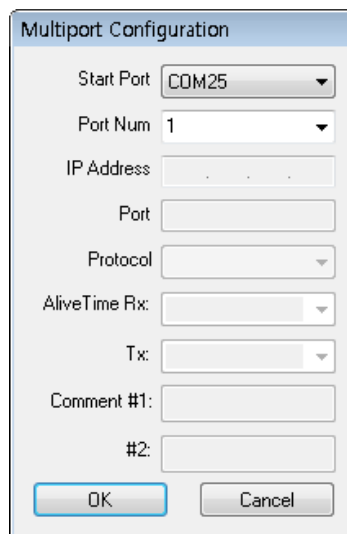 Multiport Configuration
Start Port COM25
Port Num 1
IP Address . . .
Port
Protocol
AliveTime Rx:
Tx:
Comment #1:
#2:
OK Cancel